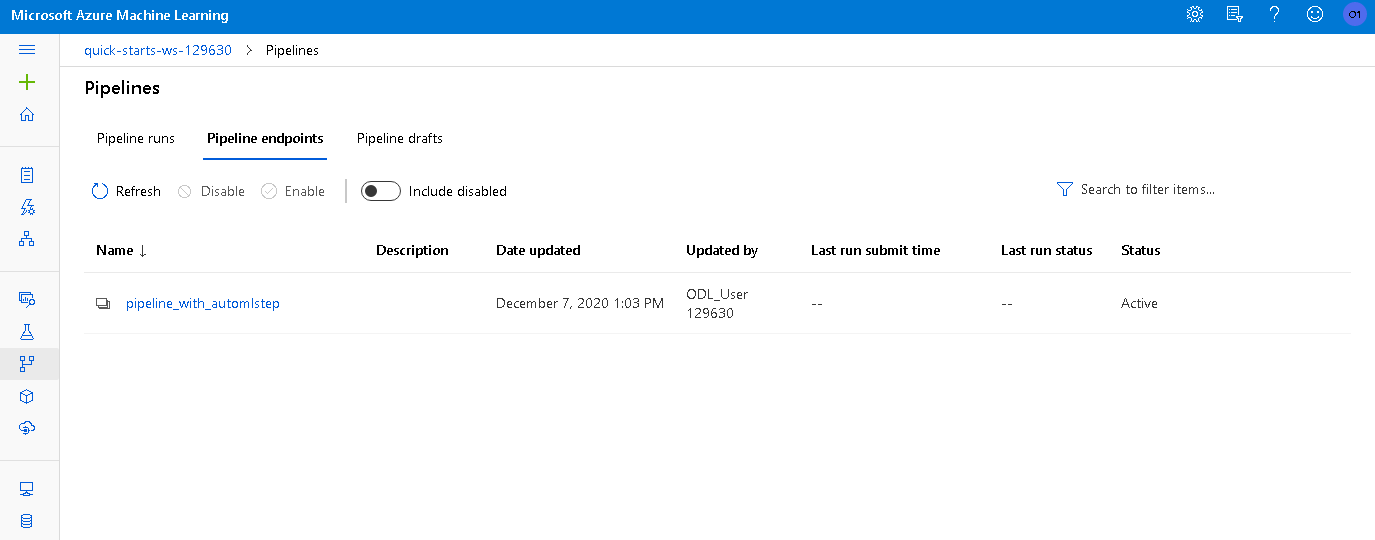 Microsoft Azure Machine Learning
O1
quick-starts-ws-129630 > Pipelines
Pipelines
Pipeline runs Pipeline endpoints Pipeline drafts
Refresh Disable Enable Include disabled Search to filter items...
Name ↓ Description Date updated Updated by Last run submit time Last run status Status
pipeline_with_automlstep December 7, 2020 1:03 PM ODL_User -- -- Active
129630